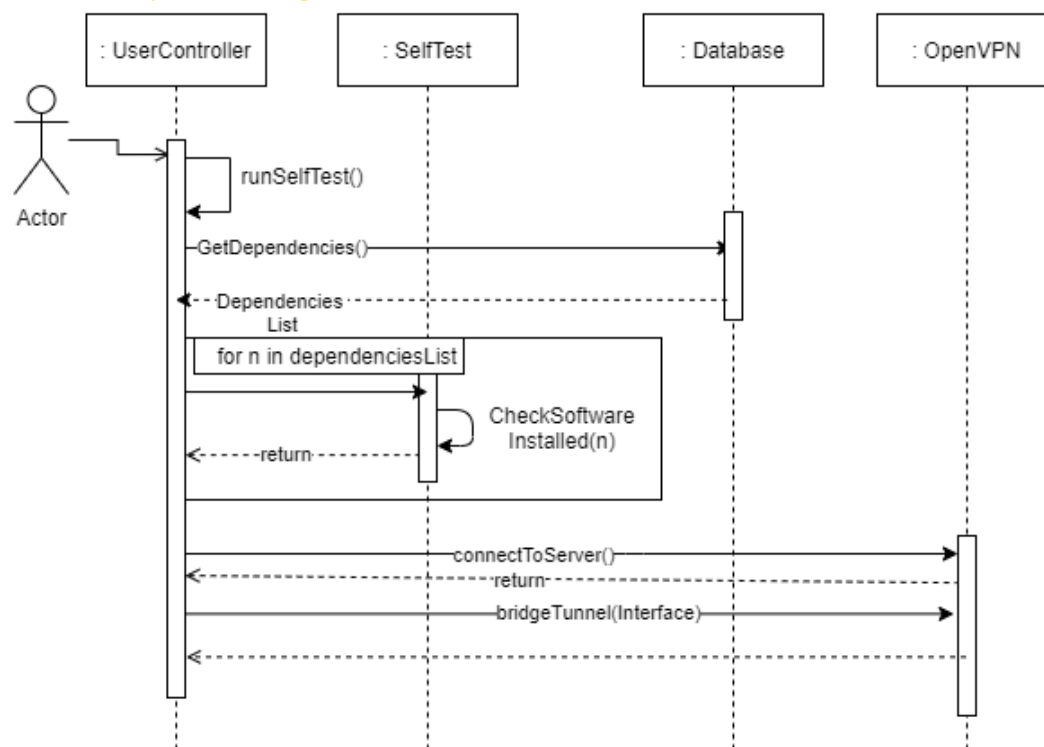 : UserController
: SelfTest
: Database
: OpenVPN
Actor
runSelfTest()
GetDependencies()
Dependencies
List
for n in dependenciesList
CheckSoftware
Installed(n)
return
connectToServer()
return
bridgeTunnel(Interface)